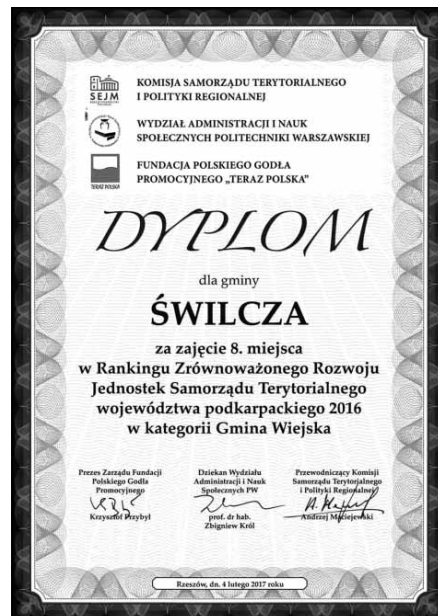 SEJM
KOMISJA SAMORZĄDU TERYTORIALNEGO
I POLITYKI REGIONALNEJ
WYDZIAŁ ADMINISTRACJI I NAUK
SPOŁECZNYCH POLITECHNIKI WARSZAWSKIEJ
TERAZ POLSKA
FUNDACJA POLSKIEGO GODŁA
PROMOCYJNEGO „TERAZ POLSKA"
DYPLOM
dla gminy
ŚWILCZA
za zajęcie 8. miejsca
w Rankingu Zrównoważonego Rozwoju
Jednostek Samorządu Terytorialnego
województwa podkarpackiego 2016
w kategorii Gmina Wiejska
Prezes Zarządu Fundacji
Polskiego Godła
Promocyjnego
Krzysztof Przybył
Dziekan Wydziału
Administracji i Nauk
Społecznych PW
prof. dr hab.
Zbigniew Król
Przewodniczący Komisji
Samorządu Terytorialnego
i Polityki Regionalnej
Andrzej Maciejewski
Rzeszów, dn. 4 lutego 2017 roku